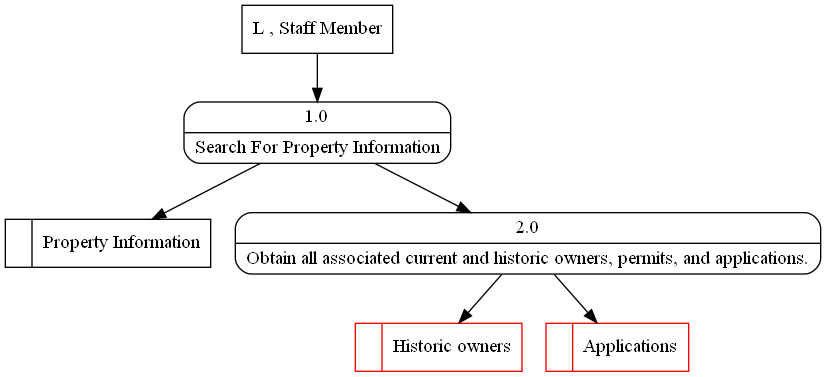 L , Staff Member
1.0
Search For Property Information
Property Information
2.0
Obtain all associated current and historic owners, permits, and applications.
Historic owners
Applications